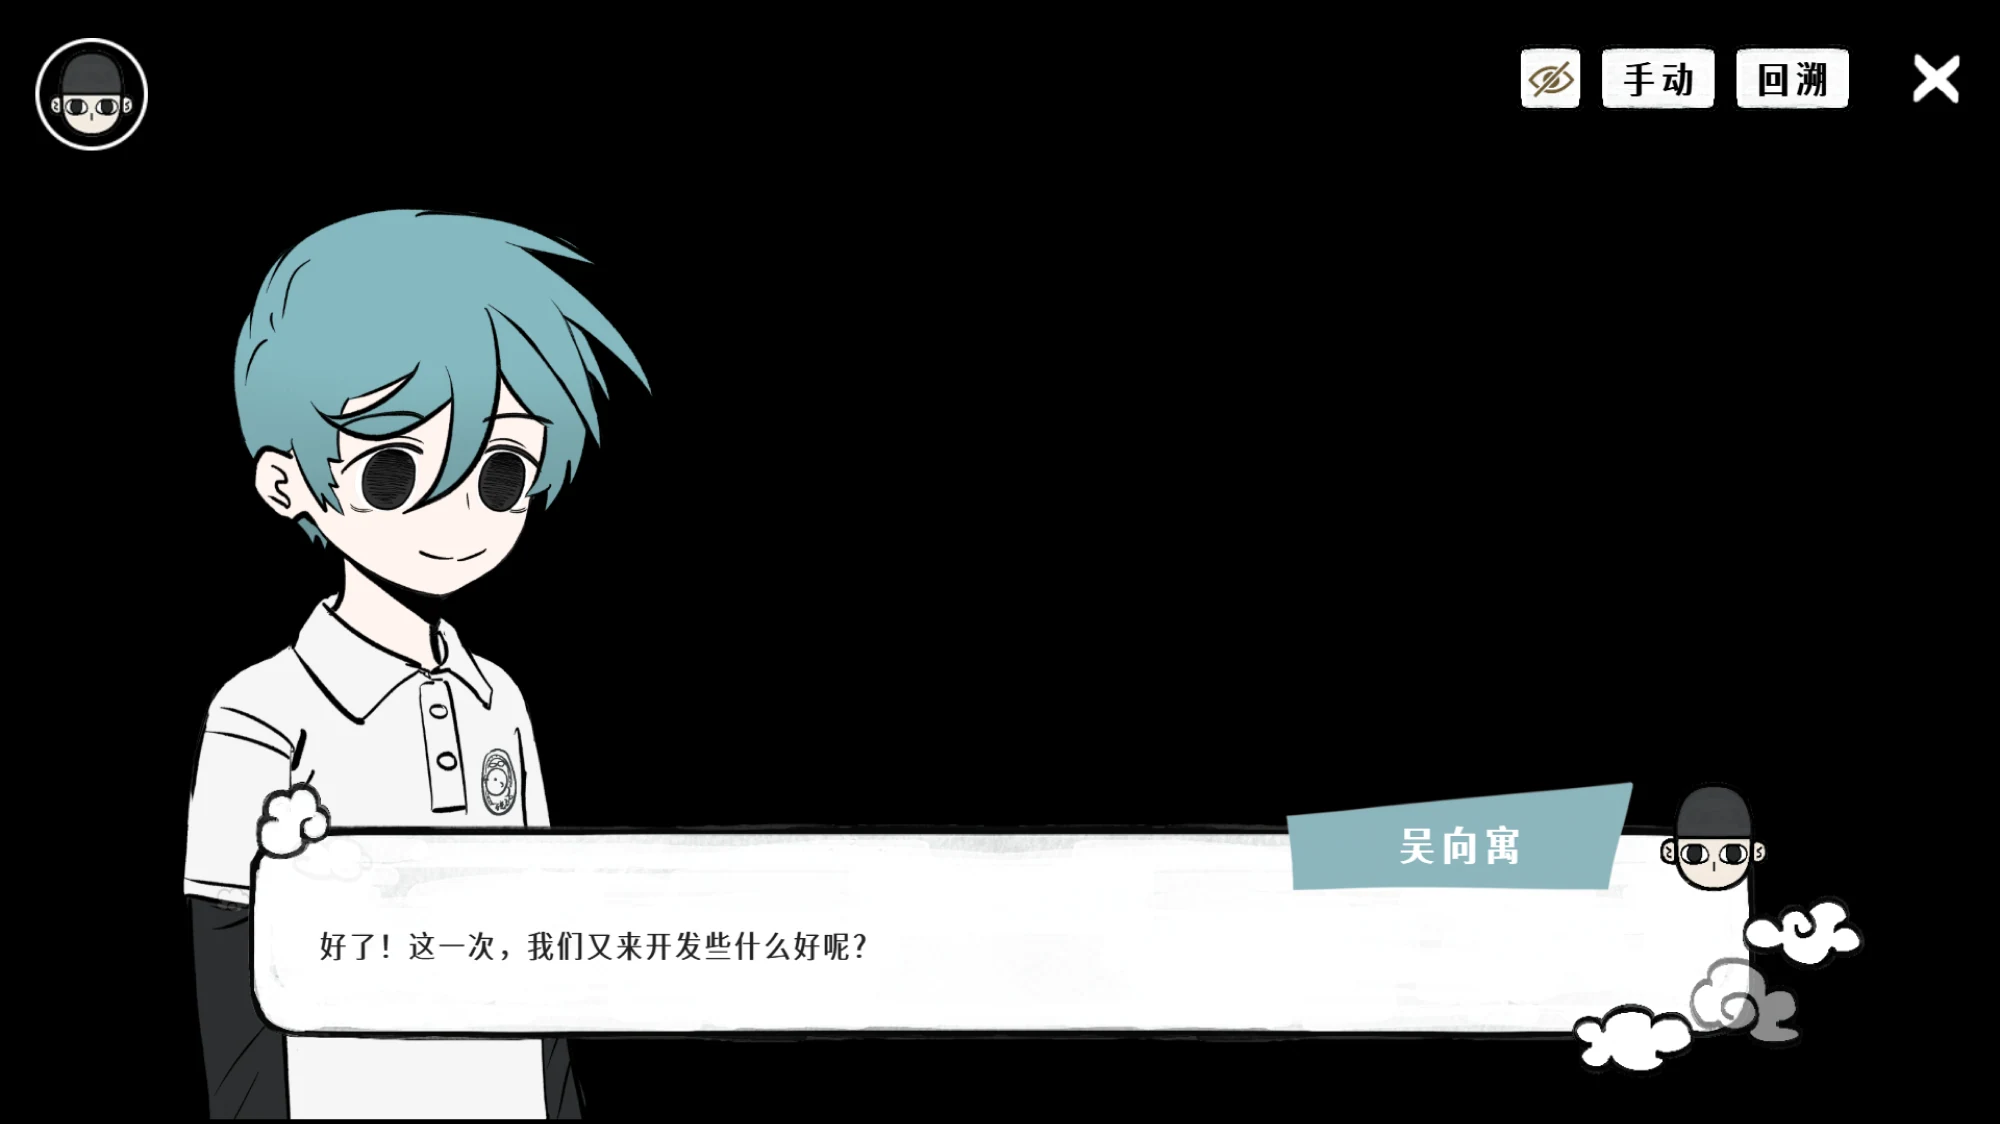 手动
回溯
吴向寓
好了！这一次，我们又来开发些什么好呢？